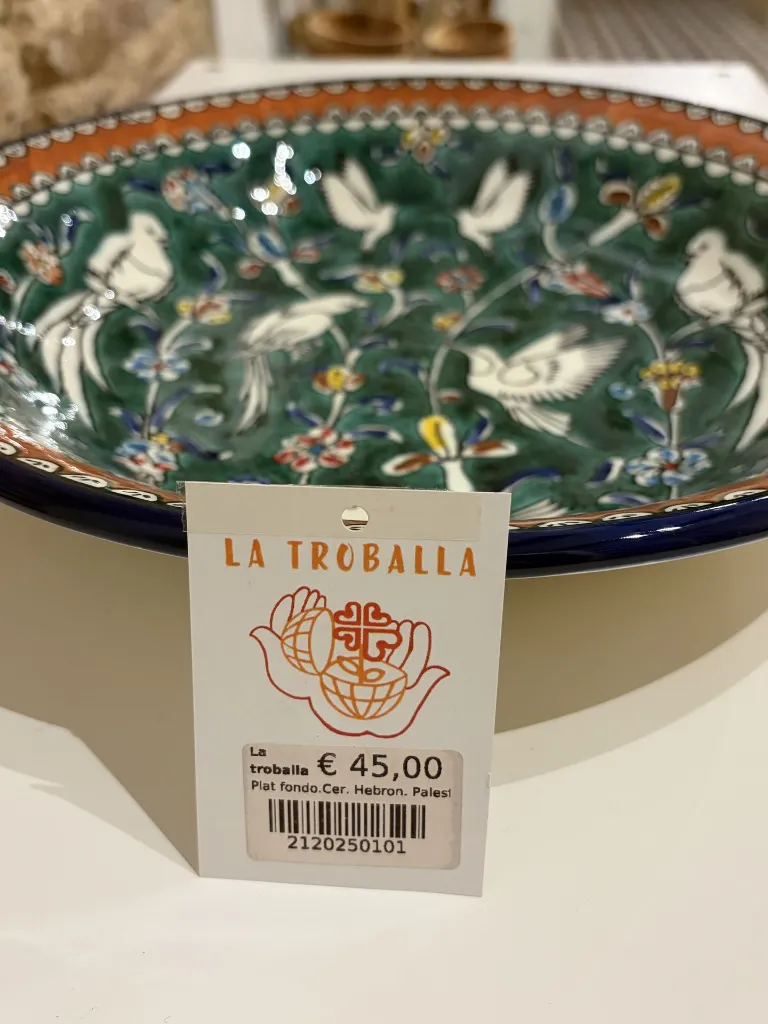 LA TROBALLA
La
troballa € 45,00
Plat fondo.Cer. Hebron. Palest
2120250101